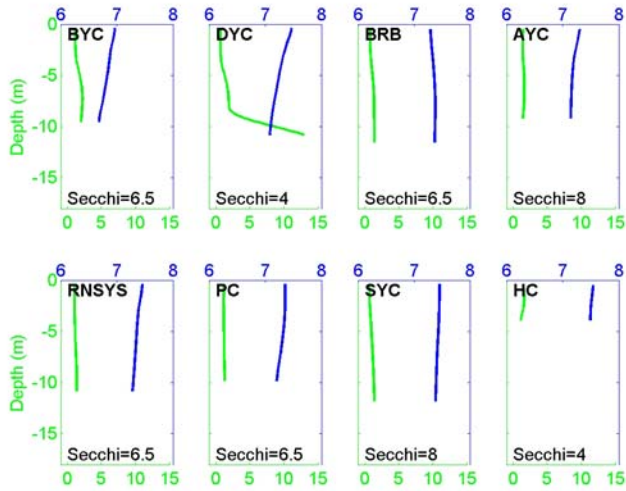 6 7 8 6 7 8 6 7 8 6 7 8
0 BYC DYC BRB AYC
-5
Depth (m)
-10
-15
Secchi=6.5 Secchi=4 Secchi=6.5 Secchi=8
0 5 10 15 0 5 10 15 0 5 10 15 0 5 10 15
6 7 8 6 7 8 6 7 8 6 7 8
0 RNSYS PC SYC HC
-5
Depth (m)
-10
-15
Secchi=6.5 Secchi=6.5 Secchi=8 Secchi=4
0 5 10 15 0 5 10 15 0 5 10 15 0 5 10 15